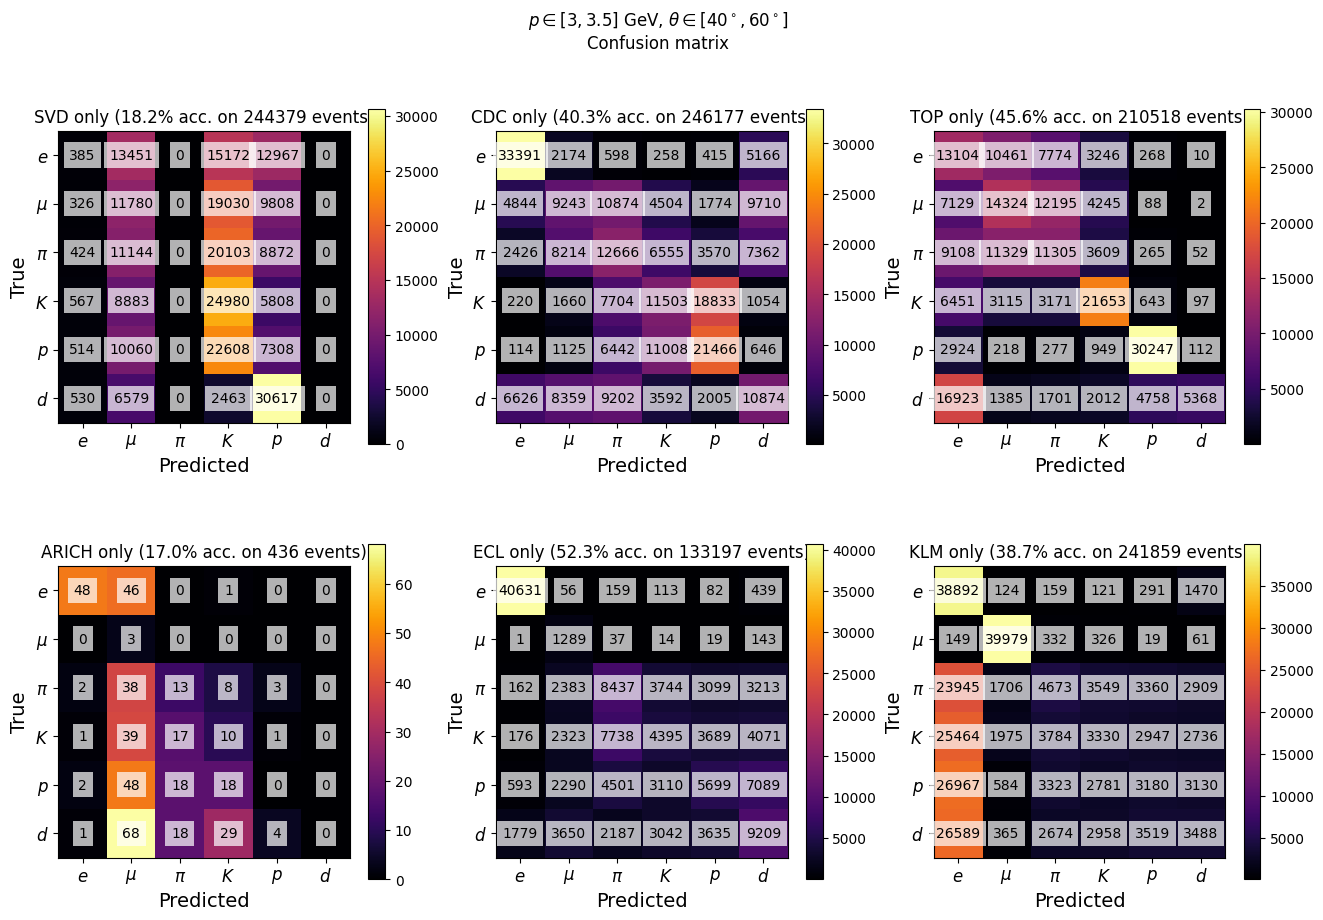 p ∈ [3, 3.5] GeV, θ ∈ [40°, 60°]
Confusion matrix
SVD only (18.2% acc. on 244379 events
True
e 385 13451 0 15172 12967 0
μ 326 11780 0 19030 9808 0
π 424 11144 0 20103 8872 0
K 567 8883 0 24980 5808 0
p 514 10060 0 22608 7308 0
d 530 6579 0 2463 30617 0
e μ π K p d
Predicted
30000
25000
20000
15000
10000
5000
0
CDC only (40.3% acc. on 246177 events
True
e 33391 2174 598 258 415 5166
μ 4844 9243 10874 4504 1774 9710
π 2426 8214 12666 6555 3570 7362
K 220 1660 7704 11503 18833 1054
p 114 1125 6442 11008 21466 646
d 6626 8359 9202 3592 2005 10874
e μ π K p d
Predicted
30000
25000
20000
15000
10000
5000
TOP only (45.6% acc. on 210518 events
True
e 13104 10461 7774 3246 268 10
μ 7129 14324 12195 4245 88 2
π 9108 11329 11305 3609 265 52
K 6451 3115 3171 21653 643 97
p 2924 218 277 949 30247 112
d 16923 1385 1701 2012 4758 5368
e μ π K p d
Predicted
30000
25000
20000
15000
10000
5000
ARICH only (17.0% acc. on 436 events)
True
e 48 46 0 1 0 0
μ 0 3 0 0 0 0
π 2 38 13 8 3 0
K 1 39 17 10 1 0
p 2 48 18 18 0 0
d 1 68 18 29 4 0
e μ π K p d
Predicted
60
50
40
30
20
10
0
ECL only (52.3% acc. on 133197 events
True
e 40631 56 159 113 82 439
μ 1 1289 37 14 19 143
π 162 2383 8437 3744 3099 3213
K 176 2323 7738 4395 3689 4071
p 593 2290 4501 3110 5699 7089
d 1779 3650 2187 3042 3635 9209
e μ π K p d
Predicted
40000
35000
30000
25000
20000
15000
10000
5000
KLM only (38.7% acc. on 241859 events
True
e 38892 124 159 121 291 1470
μ 149 39979 332 326 19 61
π 23945 1706 4673 3549 3360 2909
K 25464 1975 3784 3330 2947 2736
p 26967 584 3323 2781 3180 3130
d 26589 365 2674 2958 3519 3488
e μ π K p d
Predicted
35000
30000
25000
20000
15000
10000
5000